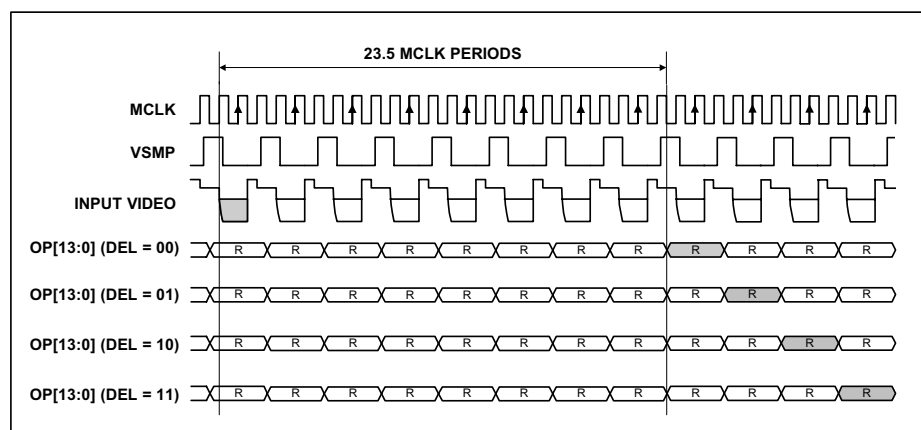 23.5 MCLK PERIODS
MCLK
VSMP
INPUT VIDEO
OP[13:0] (DEL = 00) R R R R R R R R R R R R
OP[13:0] (DEL = 01) R R R R R R R R R R R R
OP[13:0] (DEL = 10) R R R R R R R R R R R R
OP[13:0] (DEL = 11) R R R R R R R R R R R R